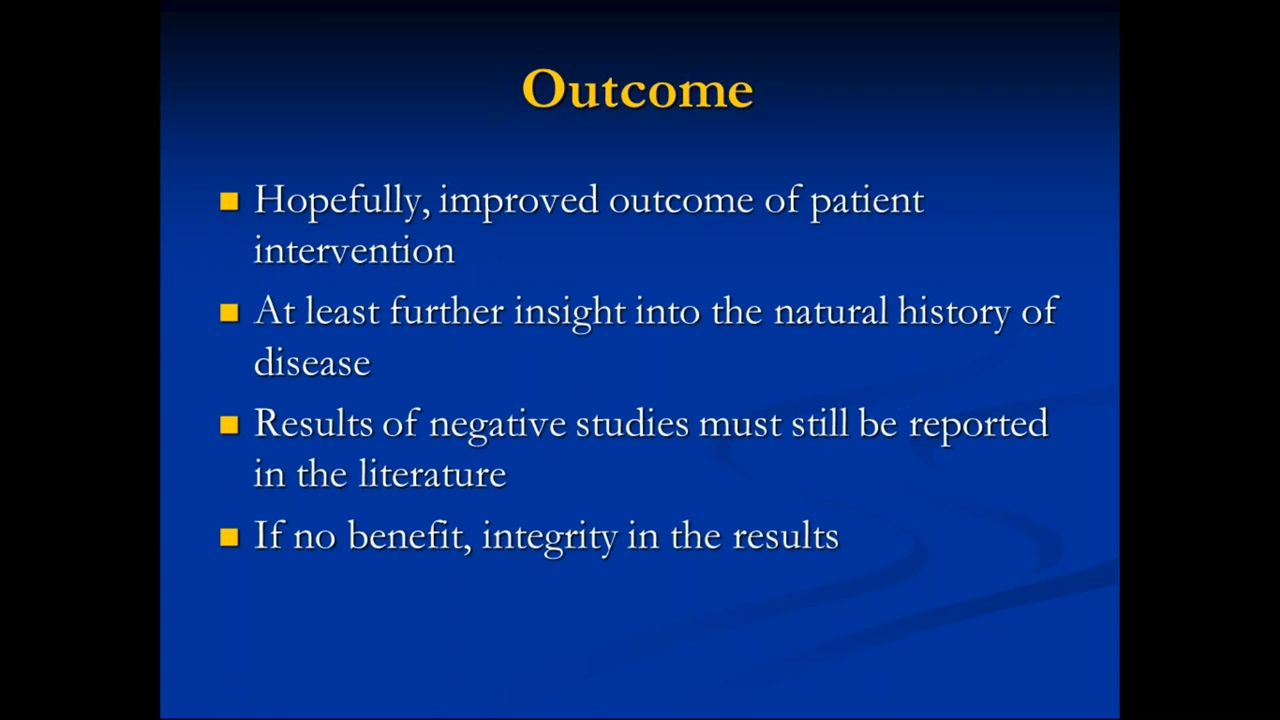 Outcome
Hopefully, improved outcome of patient
intervention
At least further insight into the natural history of
disease
Results of negative studies must still be reported
in the literature
If no benefit, integrity in the results